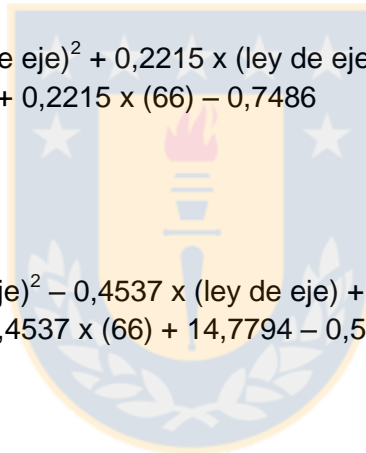 e eje)² + 0,2215 x (ley de eje
+ 0,2215 x (66) – 0,7486
je)² – 0,4537 x (ley de eje) +
,4537 x (66) + 14,7794 – 0,5